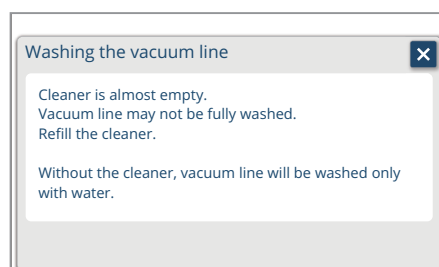 Washing the vacuum line
Cleaner is almost empty.
Vacuum line may not be fully washed.
Refill the cleaner.
Without the cleaner, vacuum line will be washed only
with water.